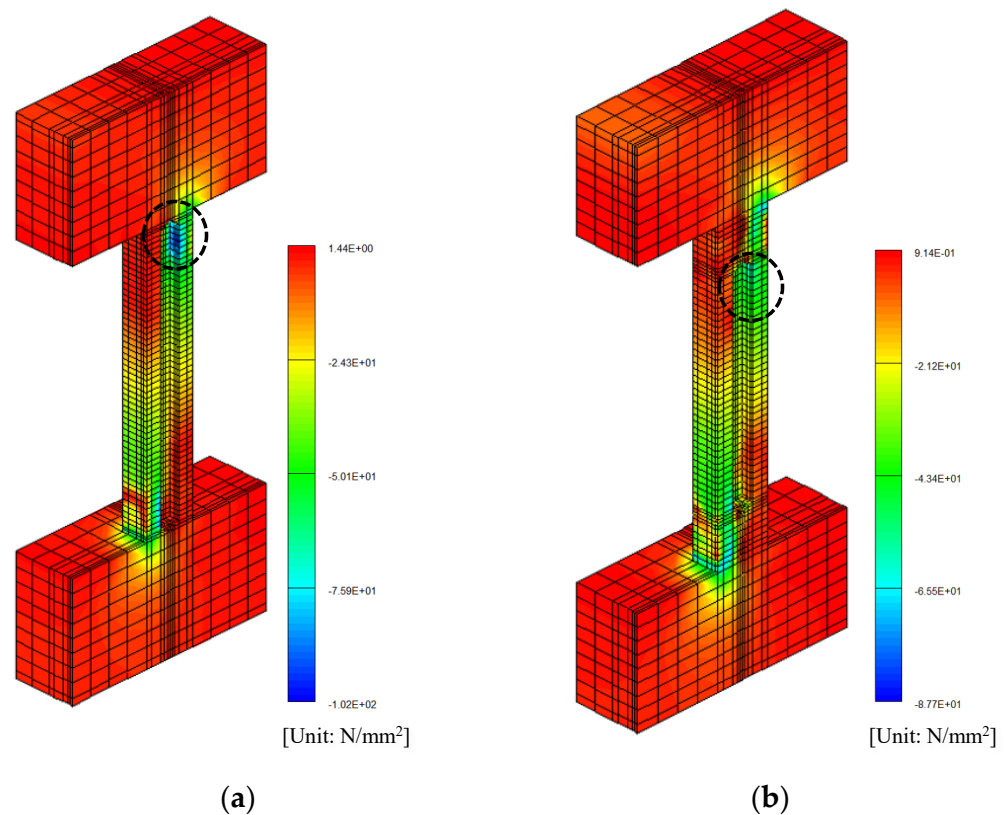 1.44E+00
-2.43E+01
-5.01E+01
-7.59E+01
-1.02E+02
[Unit: N/mm²]
(a)
9.14E-01
-2.12E+01
-4.34E+01
-6.55E+01
-8.77E+01
[Unit: N/mm²]
(b)